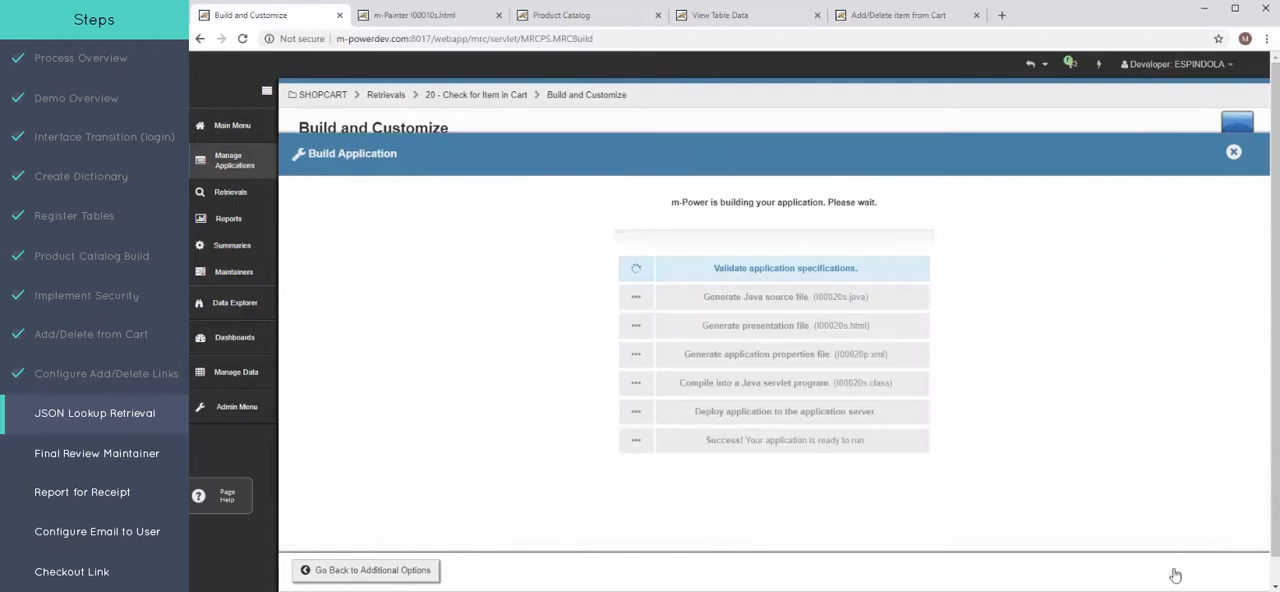 Steps
Process Overview
Demo Overview
Interface Transition (login)
Create Dictionary
Register Tables
Product Catalog Build
Implement Security
Add/Delete from Cart
Configure Add/Delete Links
JSON Lookup Retrieval
Final Review Maintainer
Report for Receipt
Configure Email to User
Checkout Link
Build and Customize
m-Painter I00010s.html
Product Catalog
View Table Data
Add/Delete item from Cart
Not secure
m-powerdev.com:8017/webapp/mrc/servlet/MRCPS.MRCBuild
M
Developer: ESPINDOLA
SHOPCART > Retrievals > 20 - Check for Item in Cart > Build and Customize
Build and Customize
Main Menu
Manage
Applications
Retrievals
Reports
Summaries
Maintainers
Data Explorer
Dashboards
Manage Data
Admin Menu
? Page
Help
Build Application
m-Power is building your application. Please wait.
Validate application specifications.
Generate Java source file. (I00020s.java)
Generate presentation file. (I00020s.html)
Generate application properties file. (I00020p.xml)
Compile into a Java servlet program. (I00020s.class)
Deploy application to the application server.
Success! Your application is ready to run
Go Back to Additional Options